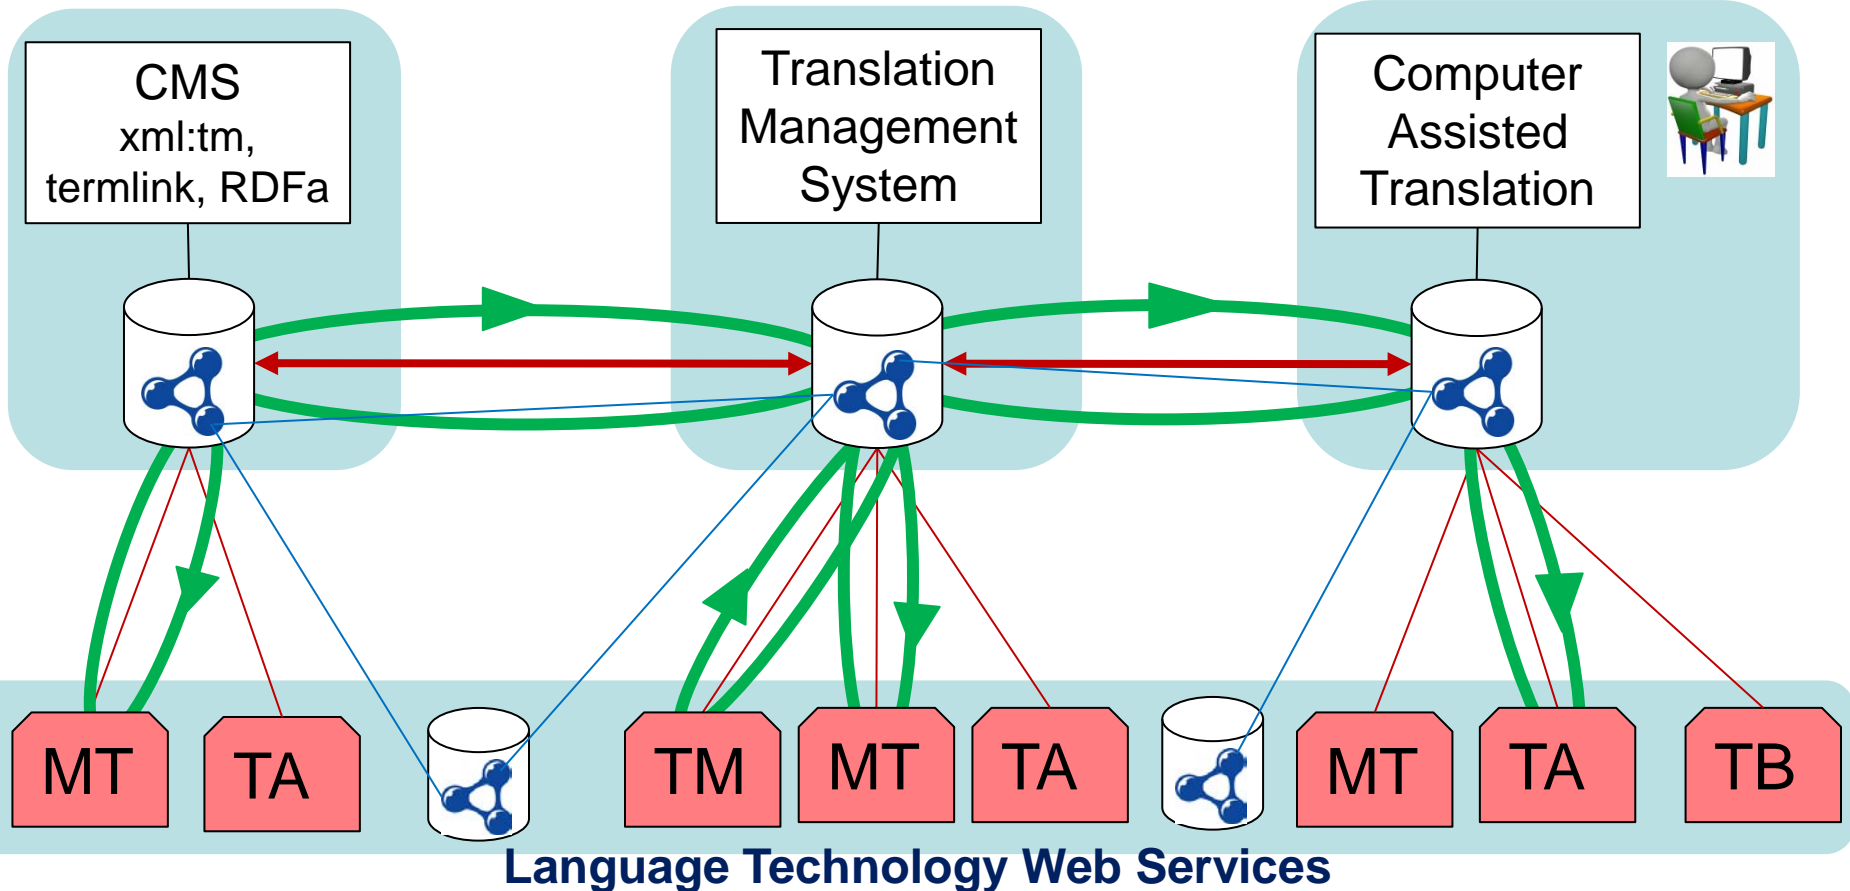 CMS
xml:tm,
termlink, RDFa
Translation
Management
System
Computer
Assisted
Translation
MT
TA
TM
MT
TA
MT
TA
TB
Language Technology Web Services